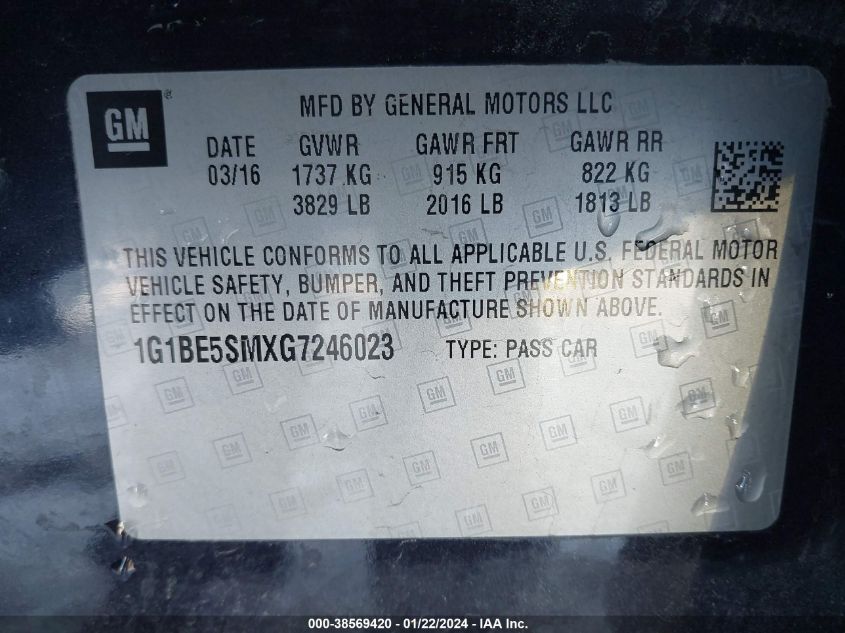 GM®
MFD BY GENERAL MOTORS LLC
DATE GVWR GAWR FRT GAWR RR
03/16 1737 KG 915 KG 822 KG
3829 LB 2016 LB 1813 LB
THIS VEHICLE CONFORMS TO ALL APPLICABLE U.S. FEDERAL MOTOR
VEHICLE SAFETY, BUMPER, AND THEFT PREVENTION STANDARDS IN
EFFECT ON THE DATE OF MANUFACTURE SHOWN ABOVE.
1G1BE5SMXG7246023 TYPE: PASS CAR
000-38569420 - 01/22/2024 - IAA Inc.